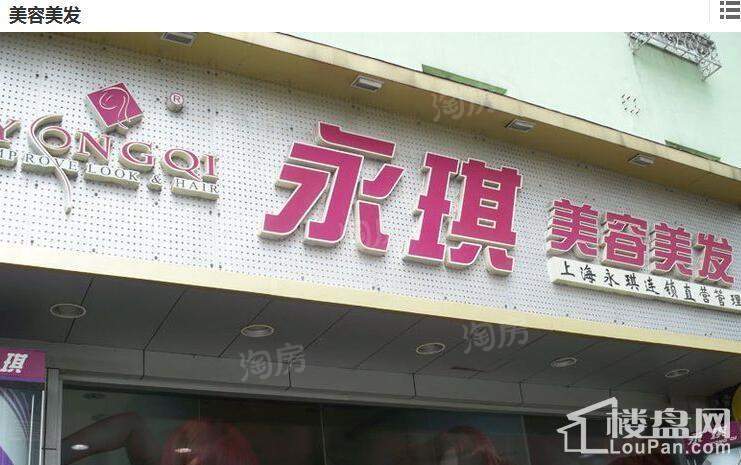 美容美发
淘房
YONGQI
®
IMPROVE LOOK & HAIR
永琪
美容美发
上海永琪连锁直营管理
淘房
淘房
琪
楼盘网
LouPan.com